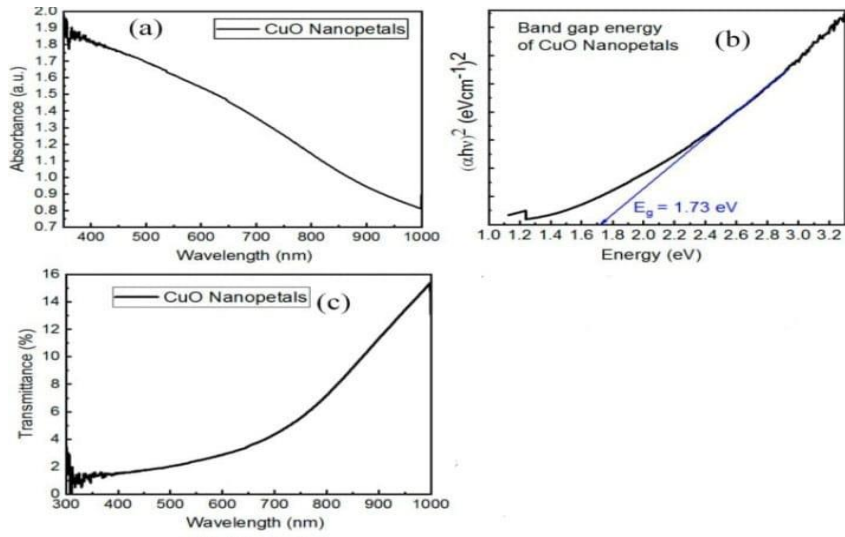 (a)
CuO Nanopetals
Absorbance (a.u.)
2.0
1.9
1.8
1.7
1.6
1.5
1.4
1.3
1.2
1.1
1.0
0.9
0.8
0.7
400 500 600 700 800 900 1000
Wavelength (nm)
Band gap energy
of CuO Nanopetals
(b)
(αhν)2 (eVcm-1)2
Eg = 1.73 eV
1.0 1.2 1.4 1.6 1.8 2.0 2.2 2.4 2.6 2.8 3.0 3.2
Energy (eV)
CuO Nanopetals
(c)
Transmittance (%)
16
14
12
10
8
6
4
2
0
300 400 500 600 700 800 900 1000
Wavelength (nm)